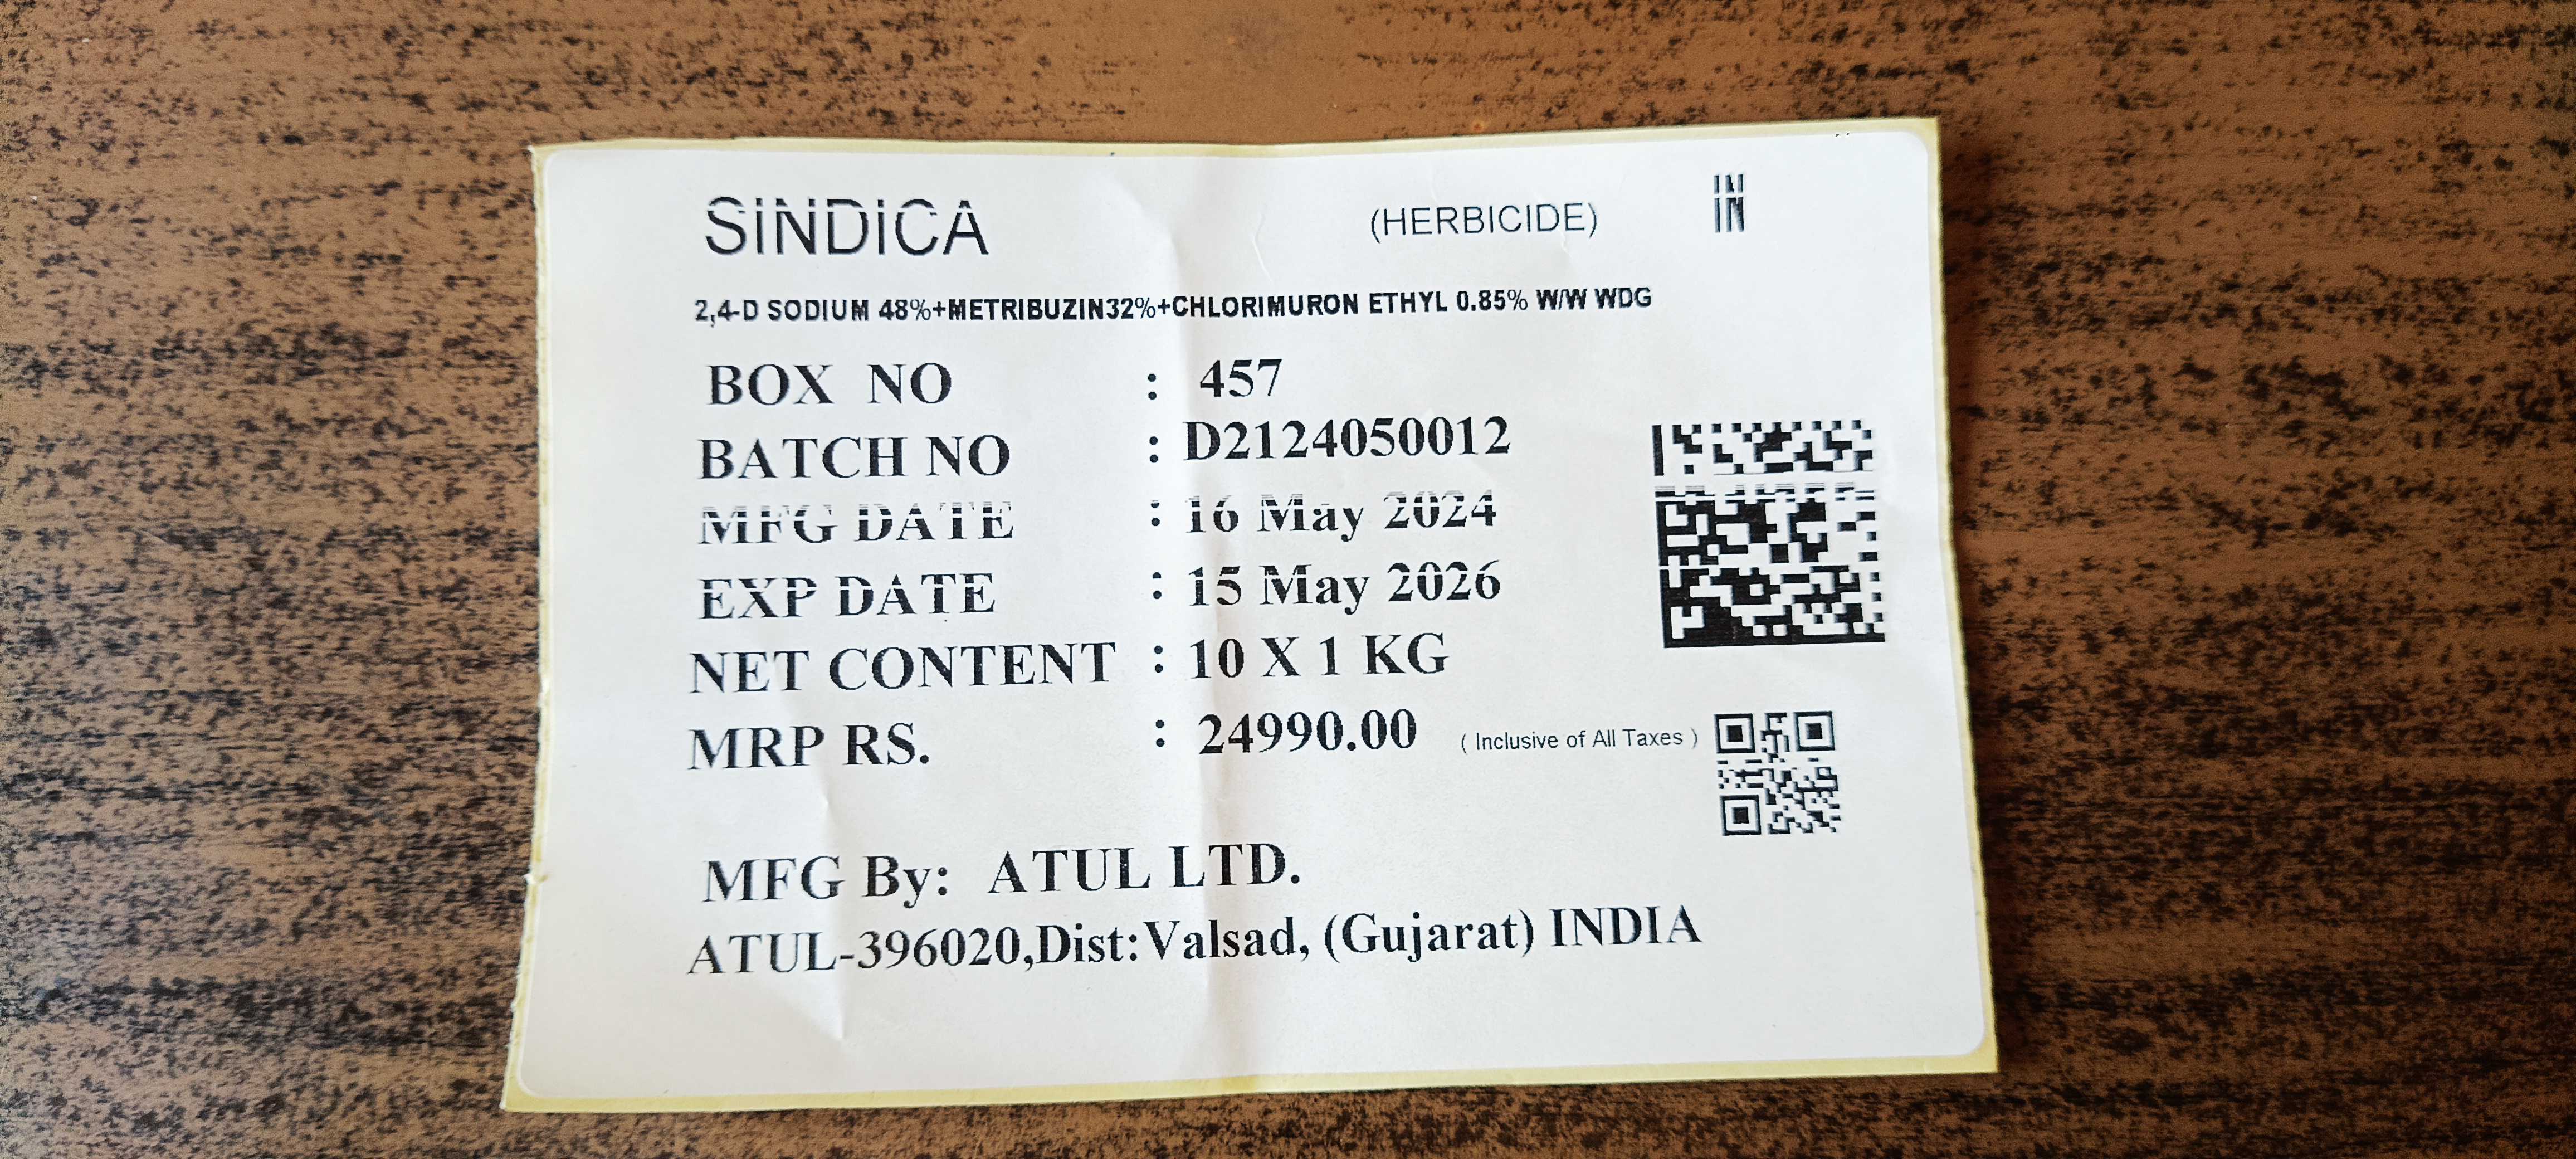 SINDICA (HERBICIDE) IN
2,4-D SODIUM 48%+METRIBUZIN32%+CHLORIMURON ETHYL 0.85% W/W WDG
BOX NO : 457
BATCH NO : D2124050012
MFG DATE : 16 May 2024
EXP DATE : 15 May 2026
NET CONTENT : 10 X 1 KG
MRP RS. : 24990.00 ( Inclusive of All Taxes )
MFG By: ATUL LTD.
ATUL-396020,Dist:Valsad, (Gujarat) INDIA